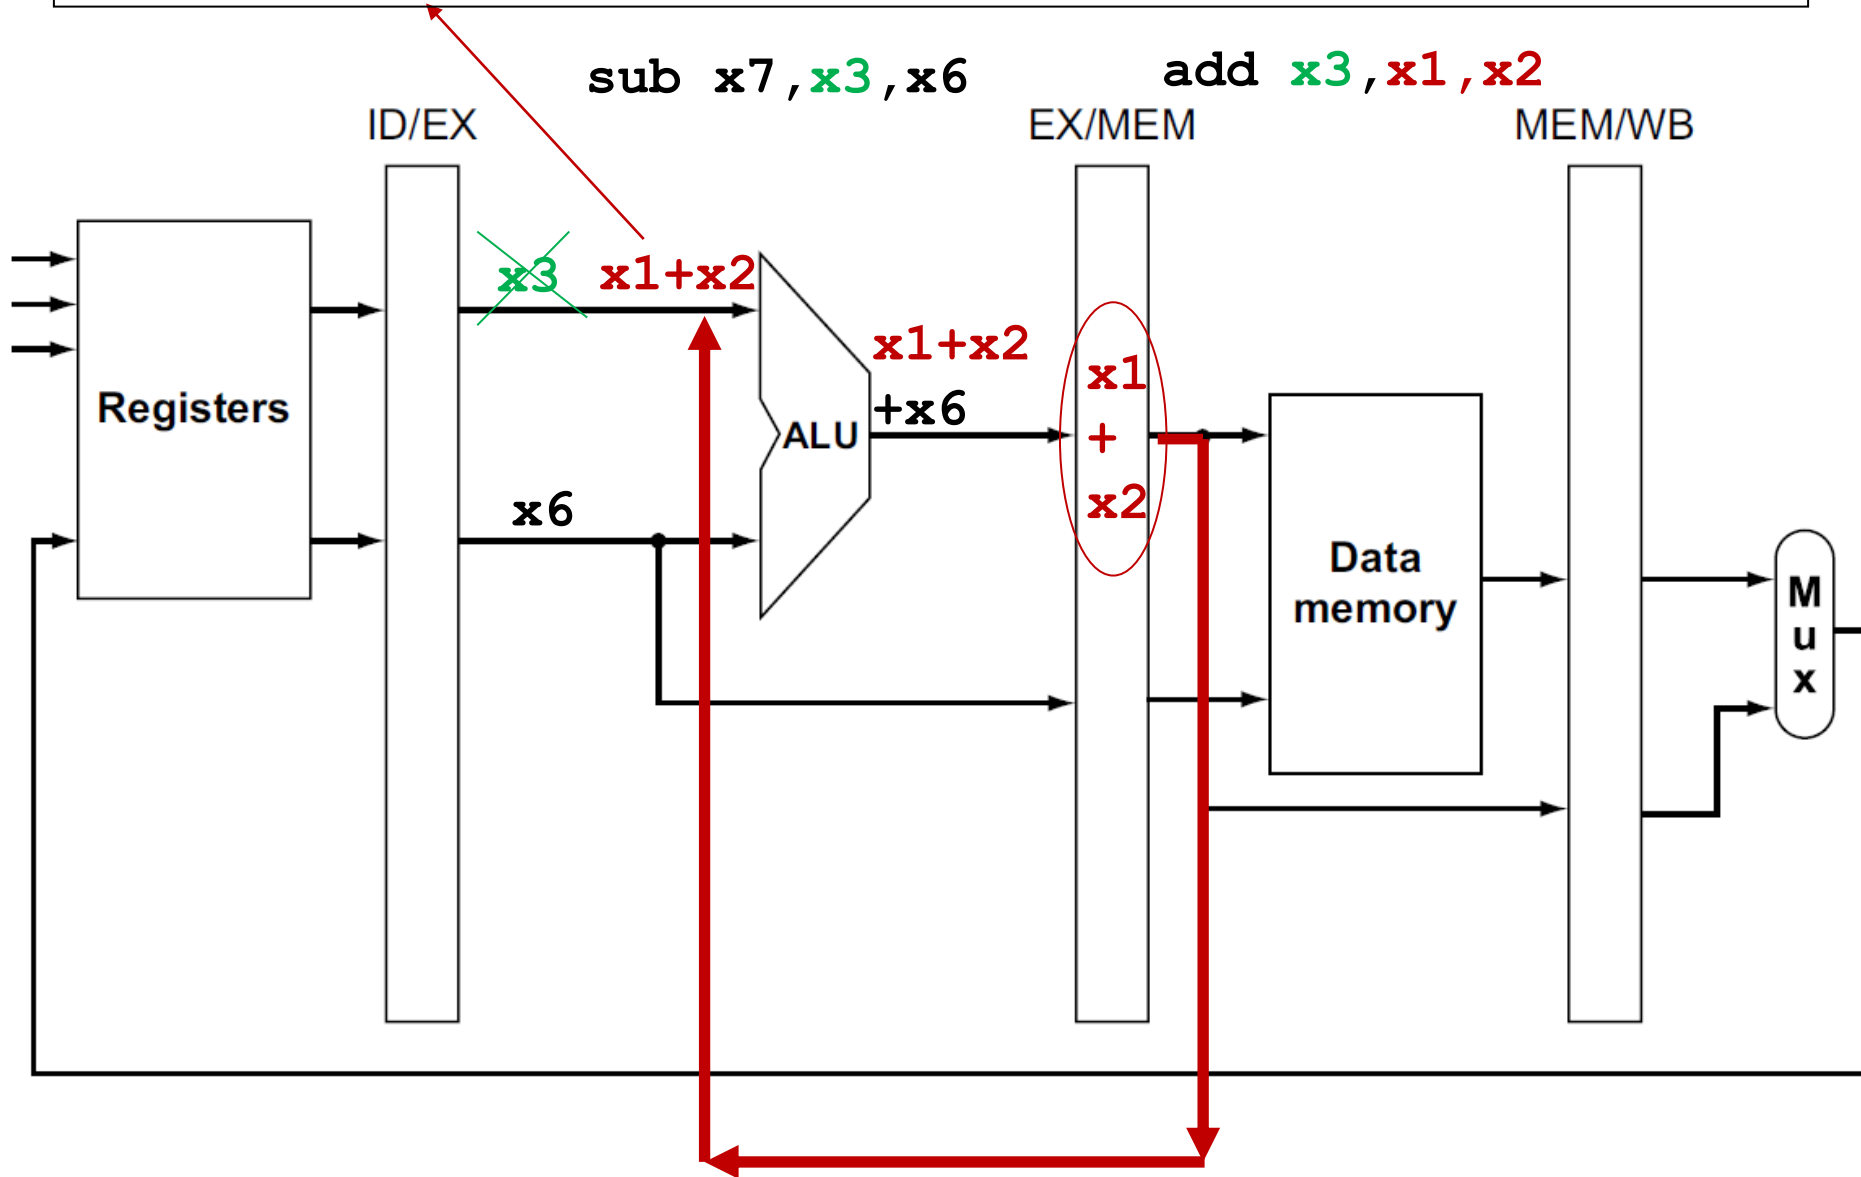 sub x7,x3,x6
add x3,x1,x2
ID/EX
EX/MEM
MEM/WB
x3
x1+x2
x1+x2
+x6
x1
+
x2
Registers
ALU
x6
Data
memory
M
u
x